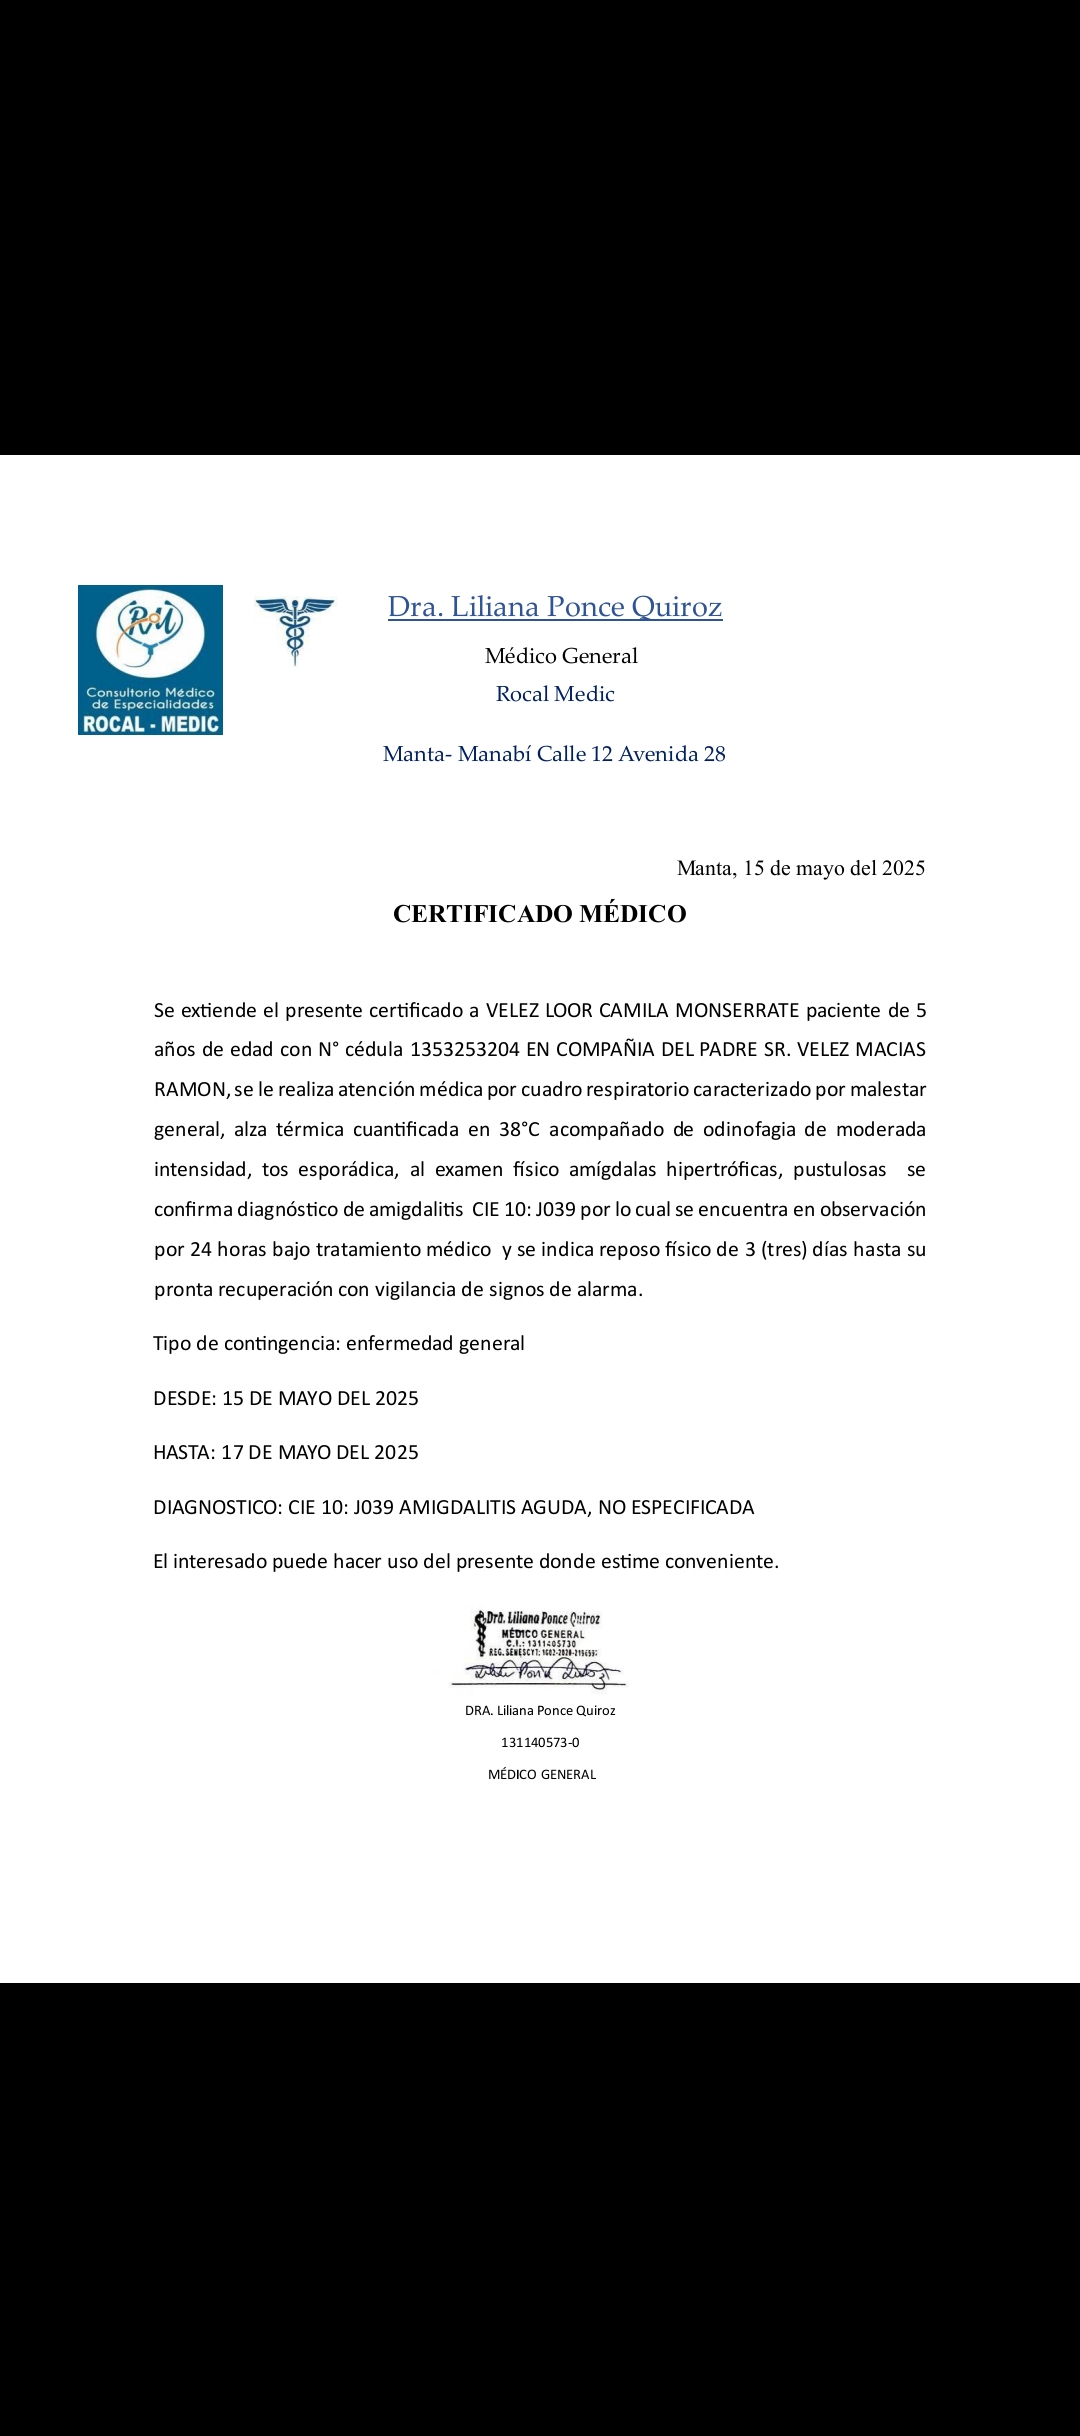 RM
Consultorio Médico
de Especialidades
ROCAL - MEDIC
Dra. Liliana Ponce Quiroz
Médico General
Rocal Medic
Manta- Manabí Calle 12 Avenida 28
Manta, 15 de mayo del 2025
CERTIFICADO MÉDICO
Se extiende el presente certificado a VELEZ LOOR CAMILA MONSERRATE paciente de 5
años de edad con N° cédula 1353253204 EN COMPAÑIA DEL PADRE SR. VELEZ MACIAS
RAMON, se le realiza atención médica por cuadro respiratorio caracterizado por malestar
general, alza térmica cuantificada en 38°C acompañado de odinofagia de moderada
intensidad, tos esporádica, al examen físico amígdalas hipertróficas, pustulosas se
confirma diagnóstico de amigdalitis CIE 10: J039 por lo cual se encuentra en observación
por 24 horas bajo tratamiento médico y se indica reposo físico de 3 (tres) días hasta su
pronta recuperación con vigilancia de signos de alarma.
Tipo de contingencia: enfermedad general
DESDE: 15 DE MAYO DEL 2025
HASTA: 17 DE MAYO DEL 2025
DIAGNOSTICO: CIE 10: J039 AMIGDALITIS AGUDA, NO ESPECIFICADA
El interesado puede hacer uso del presente donde estime conveniente.
Dra. Liliana Ponce Quiroz
MÉDICO GENERAL
C.I.: 1311405730
REG. SENESCYT:
Liliana Ponce Quiroz
DRA. Liliana Ponce Quiroz
131140573-0
MÉDICO GENERAL